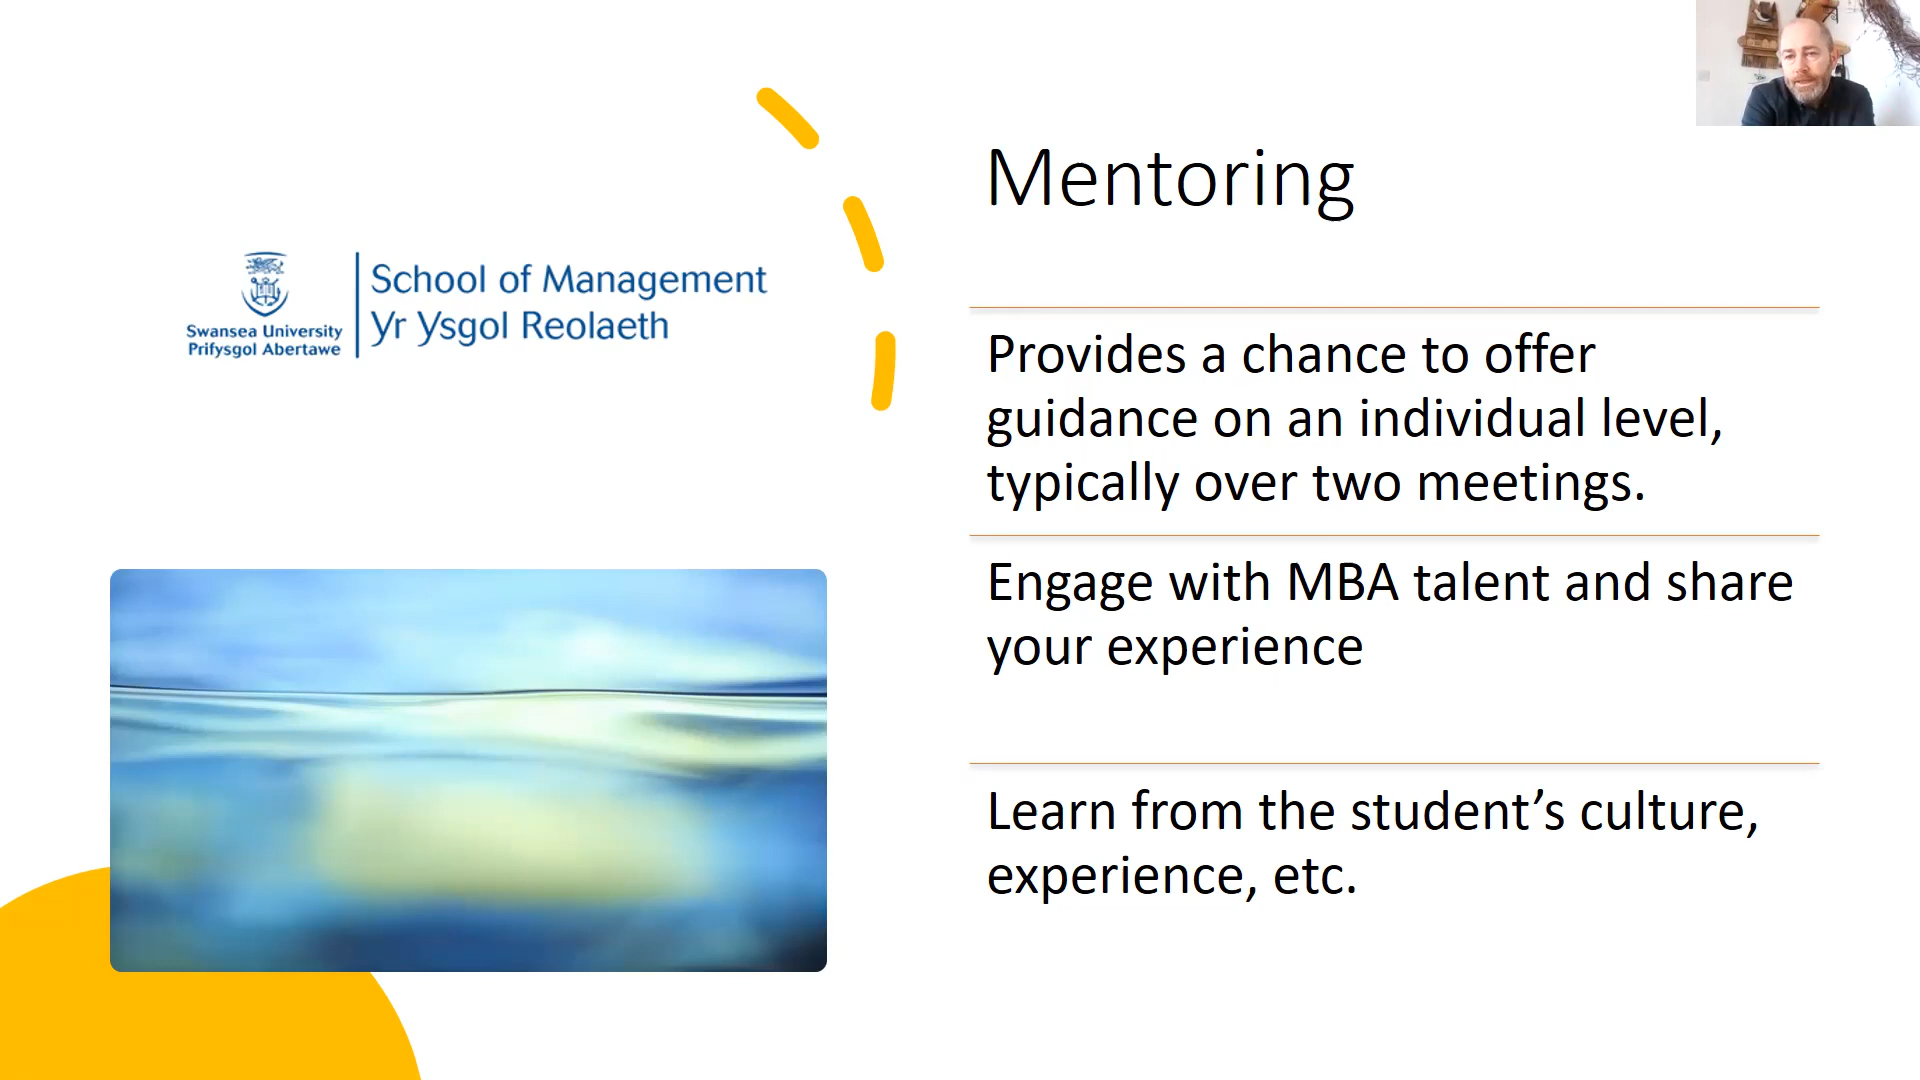 Mentoring
School of Management
Yr Ysgol Reolaeth
Swansea University
Prifysgol Abertawe
Provides a chance to offer
guidance on an individual level,
typically over two meetings.
Engage with MBA talent and share
your experience
Learn from the student’s culture,
experience, etc.